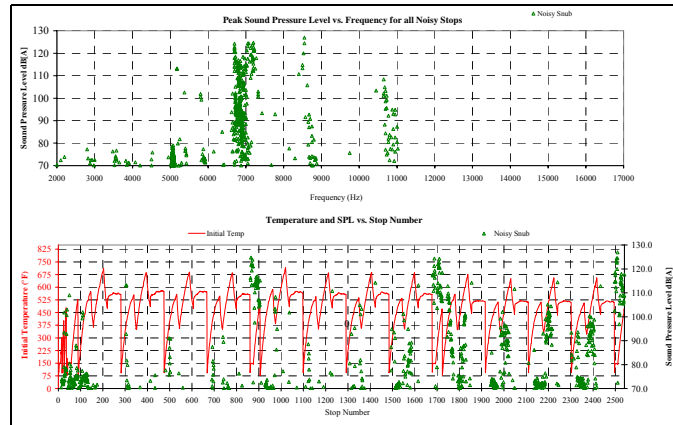 Peak Sound Pressure Level vs. Frequency for all Noisy Stops
Noisy Snub
Sound Pressure Level dB[A]
130
120
110
100
90
80
70
2000 3000 4000 5000 6000 7000 8000 9000 10000 11000 12000 13000 14000 15000 16000 17000
Frequency (Hz)
Temperature and SPL vs. Stop Number
Initial Temp
Noisy Snub
Initial Temperature (°F)
825
750
675
600
525
450
375
300
225
150
75
0
130.0
120.0
110.0
100.0
90.0
80.0
70.0
Sound Pressure Level dB[A]
0 100 200 300 400 500 600 700 800 900 1000 1100 1200 1300 1400 1500 1600 1700 1800 1900 2000 2100 2200 2300 2400 2500
Stop Number